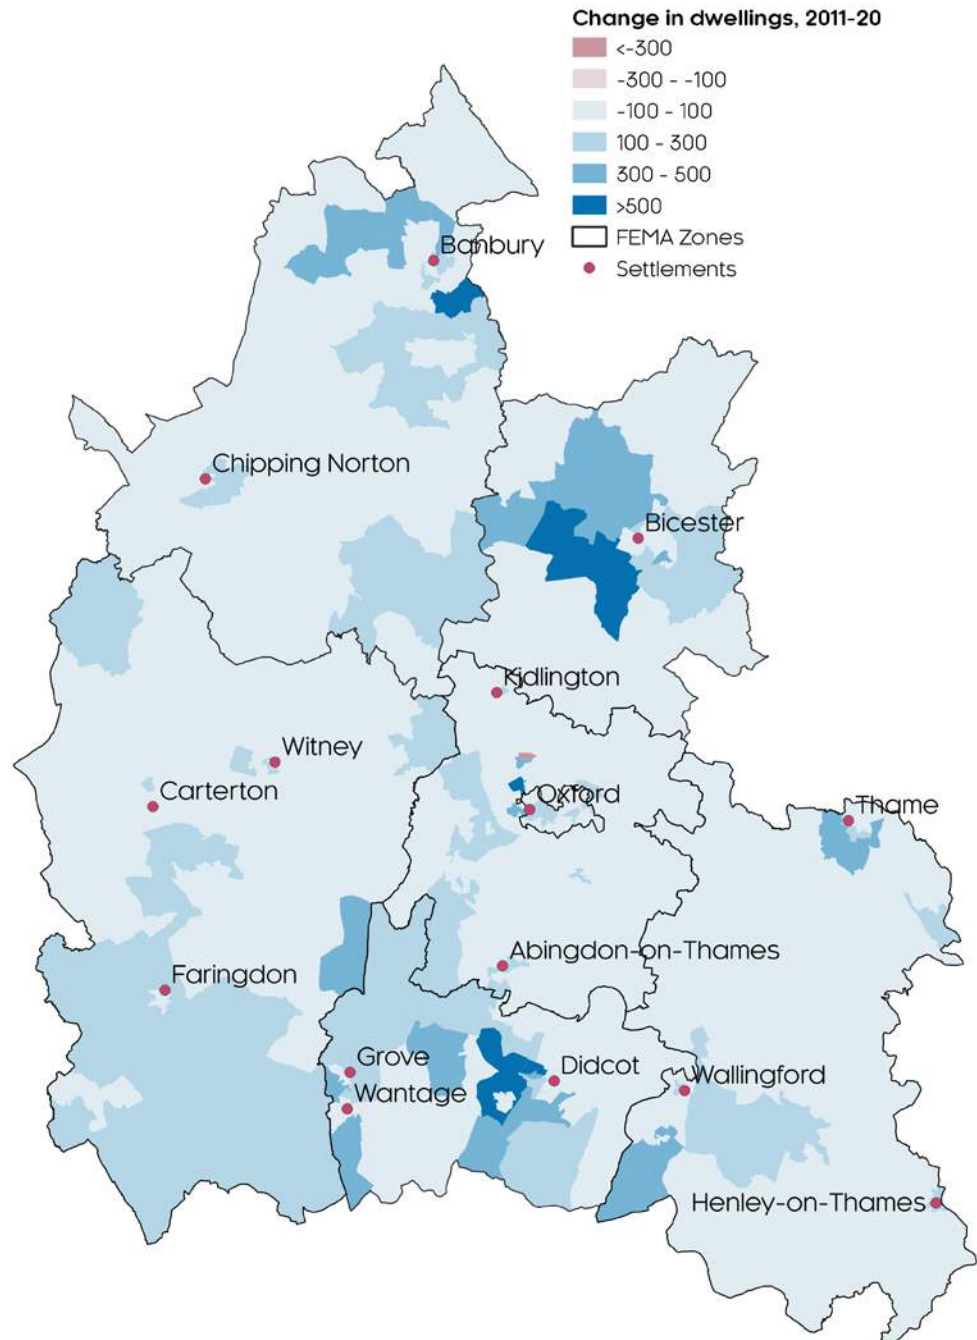 Change in dwellings, 2011-20
<-300
-300 - -100
-100 - 100
100 - 300
300 - 500
>500
FEMA Zones
Settlements
Banbury
Chipping Norton
Bicester
Kidlington
Witney
Carterton
Oxford
Thame
Abingdon-on-Thames
Faringdon
Grove
Didcot
Wantage
Wallingford
Henley-on-Thames